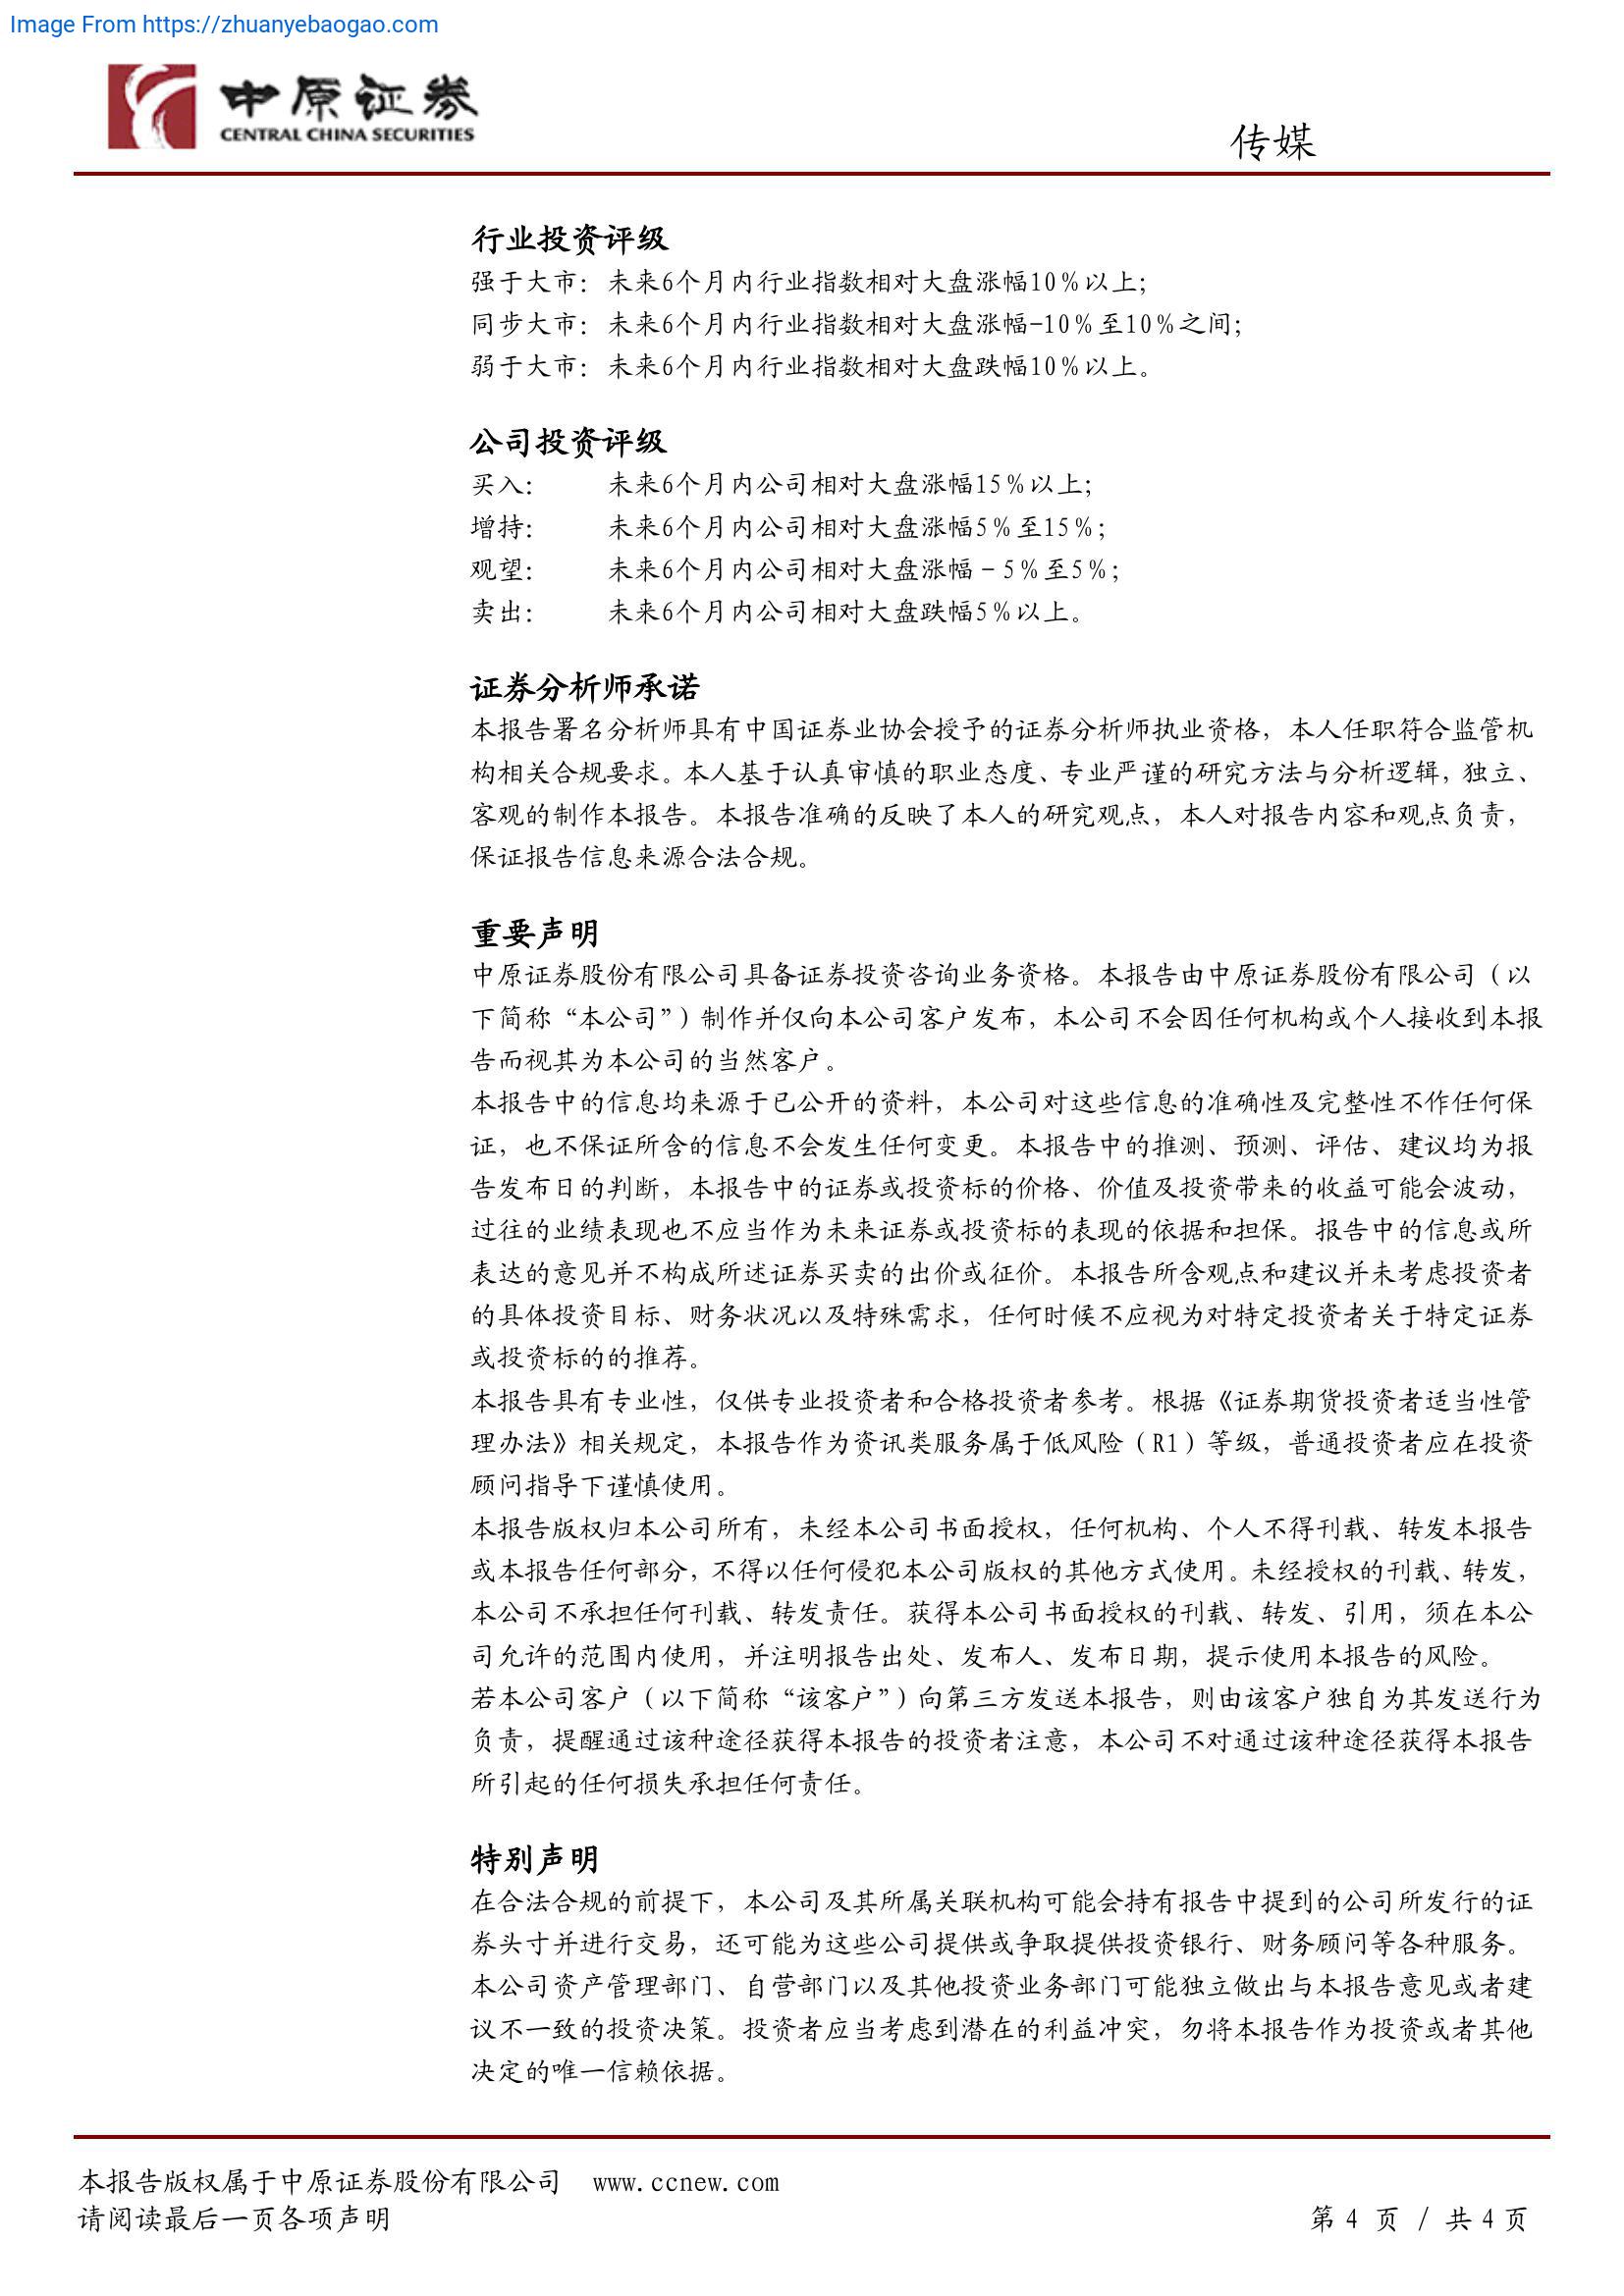 Image From https://zhuanyebaogao.com
中原证券
CENTRAL CHINA SECURITIES
传媒
行业投资评级
强于大市：未来6个月内行业指数相对大盘涨幅10％以上；
同步大市：未来6个月内行业指数相对大盘涨幅-10％至10％之间；
弱于大市：未来6个月内行业指数相对大盘跌幅10％以上。
公司投资评级
买入： 未来6个月内公司相对大盘涨幅15％以上；
增持： 未来6个月内公司相对大盘涨幅5％至15％；
观望： 未来6个月内公司相对大盘涨幅－5％至5％；
卖出： 未来6个月内公司相对大盘跌幅5％以上。
证券分析师承诺
本报告署名分析师具有中国证券业协会授予的证券分析师执业资格，本人任职符合监管机
构相关合规要求。本人基于认真审慎的职业态度、专业严谨的研究方法与分析逻辑，独立、
客观的制作本报告。本报告准确的反映了本人的研究观点，本人对报告内容和观点负责，
保证报告信息来源合法合规。
重要声明
中原证券股份有限公司具备证券投资咨询业务资格。本报告由中原证券股份有限公司（以
下简称“本公司”）制作并仅向本公司客户发布，本公司不会因任何机构或个人接收到本报
告而视其为本公司的当然客户。
本报告中的信息均来源于已公开的资料，本公司对这些信息的准确性及完整性不作任何保
证，也不保证所含的信息不会发生任何变更。本报告中的推测、预测、评估、建议均为报
告发布日的判断，本报告中的证券或投资标的价格、价值及投资带来的收益可能会波动，
过往的业绩表现也不应当作为未来证券或投资标的表现的依据和担保。报告中的信息或所
表达的意见并不构成所述证券买卖的出价或征价。本报告所含观点和建议并未考虑投资者
的具体投资目标、财务状况以及特殊需求，任何时候不应视为对特定投资者关于特定证券
或投资标的的推荐。
本报告具有专业性，仅供专业投资者和合格投资者参考。根据《证券期货投资者适当性管
理办法》相关规定，本报告作为资讯类服务属于低风险（R1）等级，普通投资者应在投资
顾问指导下谨慎使用。
本报告版权归本公司所有，未经本公司书面授权，任何机构、个人不得刊载、转发本报告
或本报告任何部分，不得以任何侵犯本公司版权的其他方式使用。未经授权的刊载、转发，
本公司不承担任何刊载、转发责任。获得本公司书面授权的刊载、转发、引用，须在本公
司允许的范围内使用，并注明报告出处、发布人、发布日期，提示使用本报告的风险。
若本公司客户（以下简称“该客户”）向第三方发送本报告，则由该客户独自为其发送行为
负责，提醒通过该种途径获得本报告的投资者注意，本公司不对通过该种途径获得本报告
所引起的任何损失承担任何责任。
特别声明
在合法合规的前提下，本公司及其所属关联机构可能会持有报告中提到的公司所发行的证
券头寸并进行交易，还可能为这些公司提供或争取提供投资银行、财务顾问等各种服务。
本公司资产管理部门、自营部门以及其他投资业务部门可能独立做出与本报告意见或者建
议不一致的投资决策。投资者应当考虑到潜在的利益冲突，勿将本报告作为投资或者其他
决定的唯一信赖依据。
本报告版权属于中原证券股份有限公司 www.ccnew.com
请阅读最后一页各项声明 第 4 页 / 共 4 页